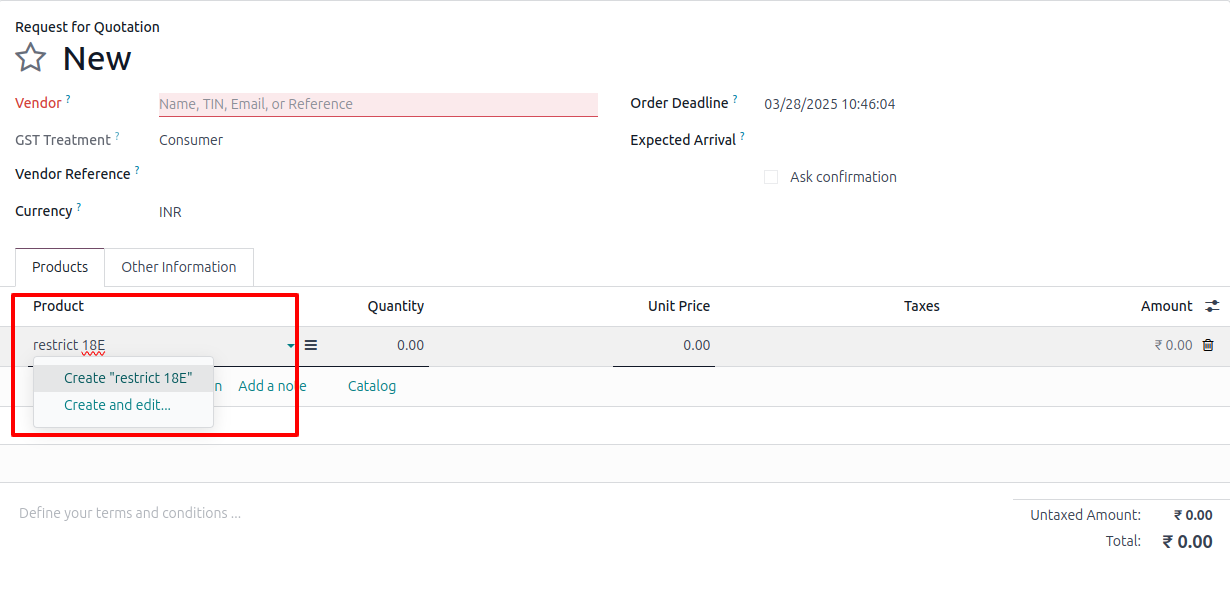 Request for Quotation
New
Vendor ? Name, TIN, Email, or Reference Order Deadline ? 03/28/2025 10:46:04
GST Treatment ? Consumer Expected Arrival ?
Vendor Reference ? Ask confirmation
Currency ? INR
Products Other Information
Product Quantity Unit Price Taxes Amount
restrict 18E 0.00 0.00 ₹ 0.00
Create "restrict 18E" n Add a note Catalog
Create and edit...
Define your terms and conditions ... Untaxed Amount: ₹ 0.00
Total: ₹ 0.00